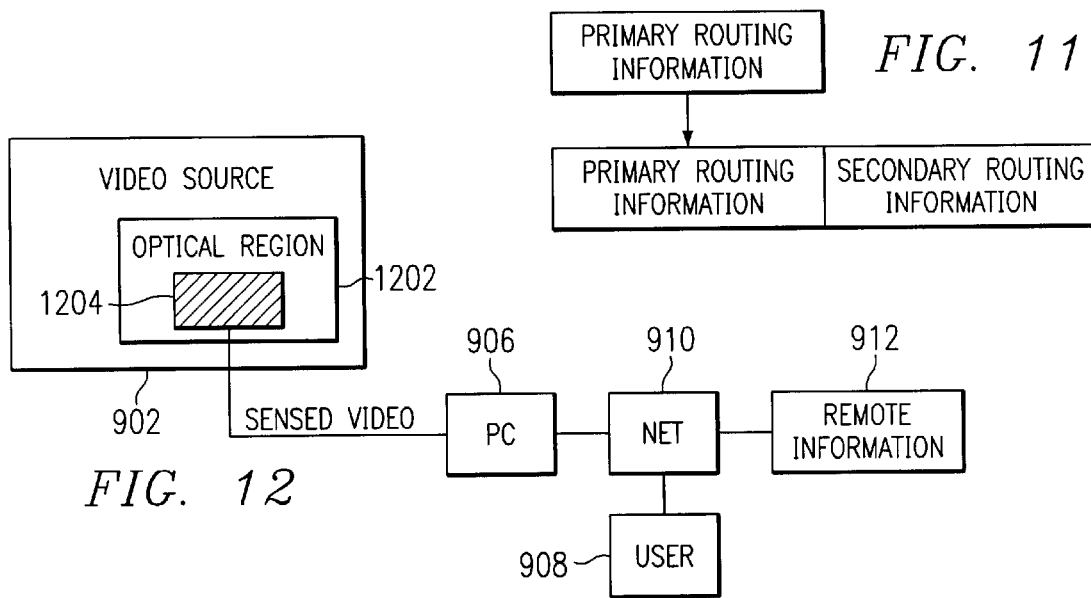 PRIMARY ROUTING
INFORMATION
FIG. 11
PRIMARY ROUTING
INFORMATION
SECONDARY ROUTING
INFORMATION
VIDEO SOURCE
OPTICAL REGION
1204
1202
902
SENSED VIDEO
906
PC
910
NET
912
REMOTE
INFORMATION
908
USER
FIG. 12